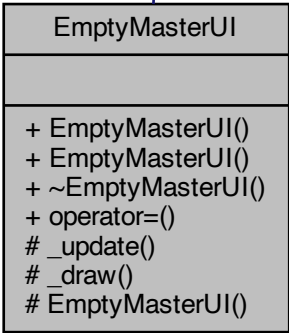 EmptyMasterUI
+ EmptyMasterUI()
+ EmptyMasterUI()
+ ~EmptyMasterUI()
+ operator=()
# _update()
# _draw()
# EmptyMasterUI()